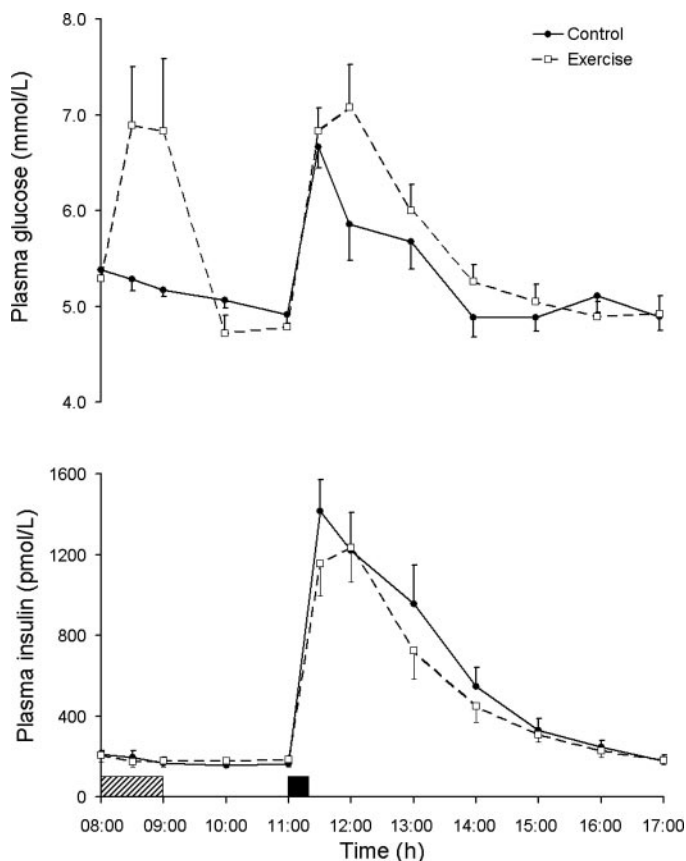 8.0
7.0
6.0
5.0
4.0
Plasma glucose (mmol/L)
Control
Exercise
1600
1200
800
400
0
Plasma insulin (pmol/L)
08:00 09:00 10:00 11:00 12:00 13:00 14:00 15:00 16:00 17:00
Time (h)